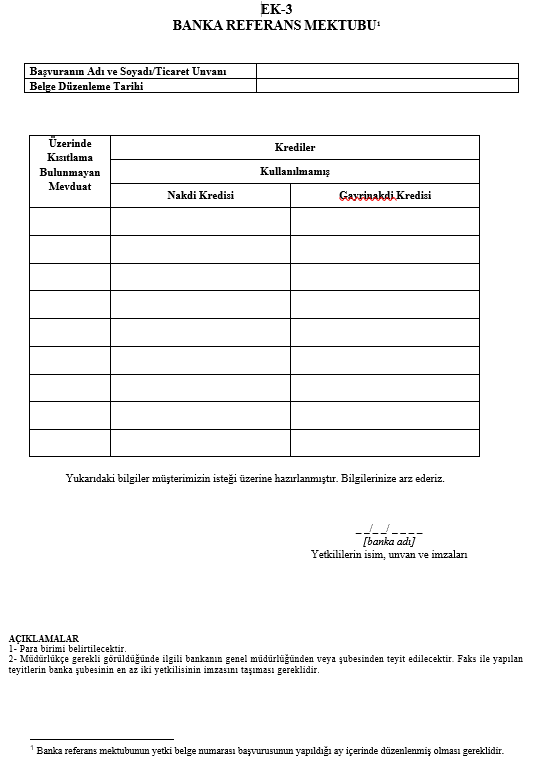 EK-3
BANKA REFERANS MEKTUBU¹
Başvuranın Adı ve Soyadı/Ticaret Unvanı
Belge Düzenleme Tarihi
Üzerinde
Kısıtlama
Bulunmayan
Mevduat
Krediler
Kullanılmamış
Nakdi Kredisi
Gayrinakdi Kredisi
Yukarıdaki bilgiler müşterimizin isteği üzerine hazırlanmıştır. Bilgilerinize arz ederiz.
_ _/_ _/_ _ _ _
[banka adı]
Yetkililerin isim, unvan ve imzaları
AÇIKLAMALAR
1- Para birimi belirtilecektir.
2- Müdürlükçe gerekli görüldüğünde ilgili bankanın genel müdürlüğünden veya şubesinden teyit edilecektir. Faks ile yapılan
teyitlerin banka şubesinin en az iki yetkilisinin imzasını taşıması gereklidir.
¹ Banka referans mektubunun yetki belge numarası başvurusunun yapıldığı ay içerisinde düzenlenmiş olması gereklidir.